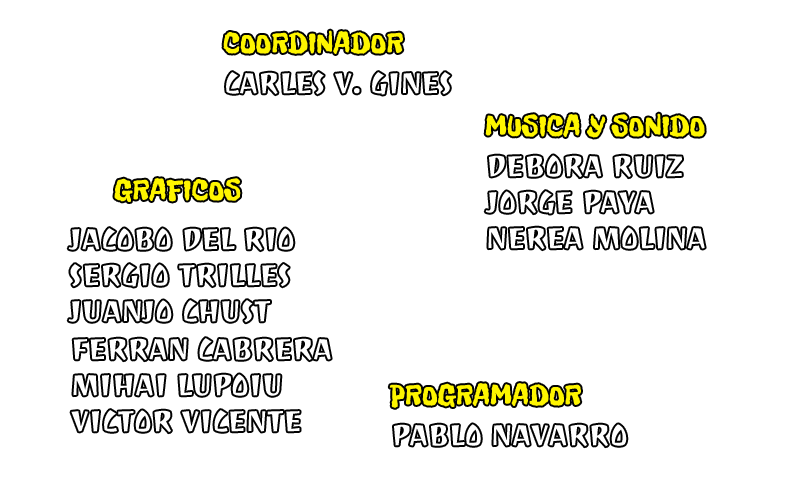 COORDINADOR
CARLES V. GINES
MUSICA Y SONIDO
DEBORA RUIZ
JORGE PAYA
NEREA MOLINA
GRAFICOS
JACOBO DEL RIO
SERGIO TRILLES
JUANJO CHUST
FERRAN CABRERA
MIHAI LUPOIU
VICTOR VICENTE
PROGRAMADOR
PABLO NAVARRO